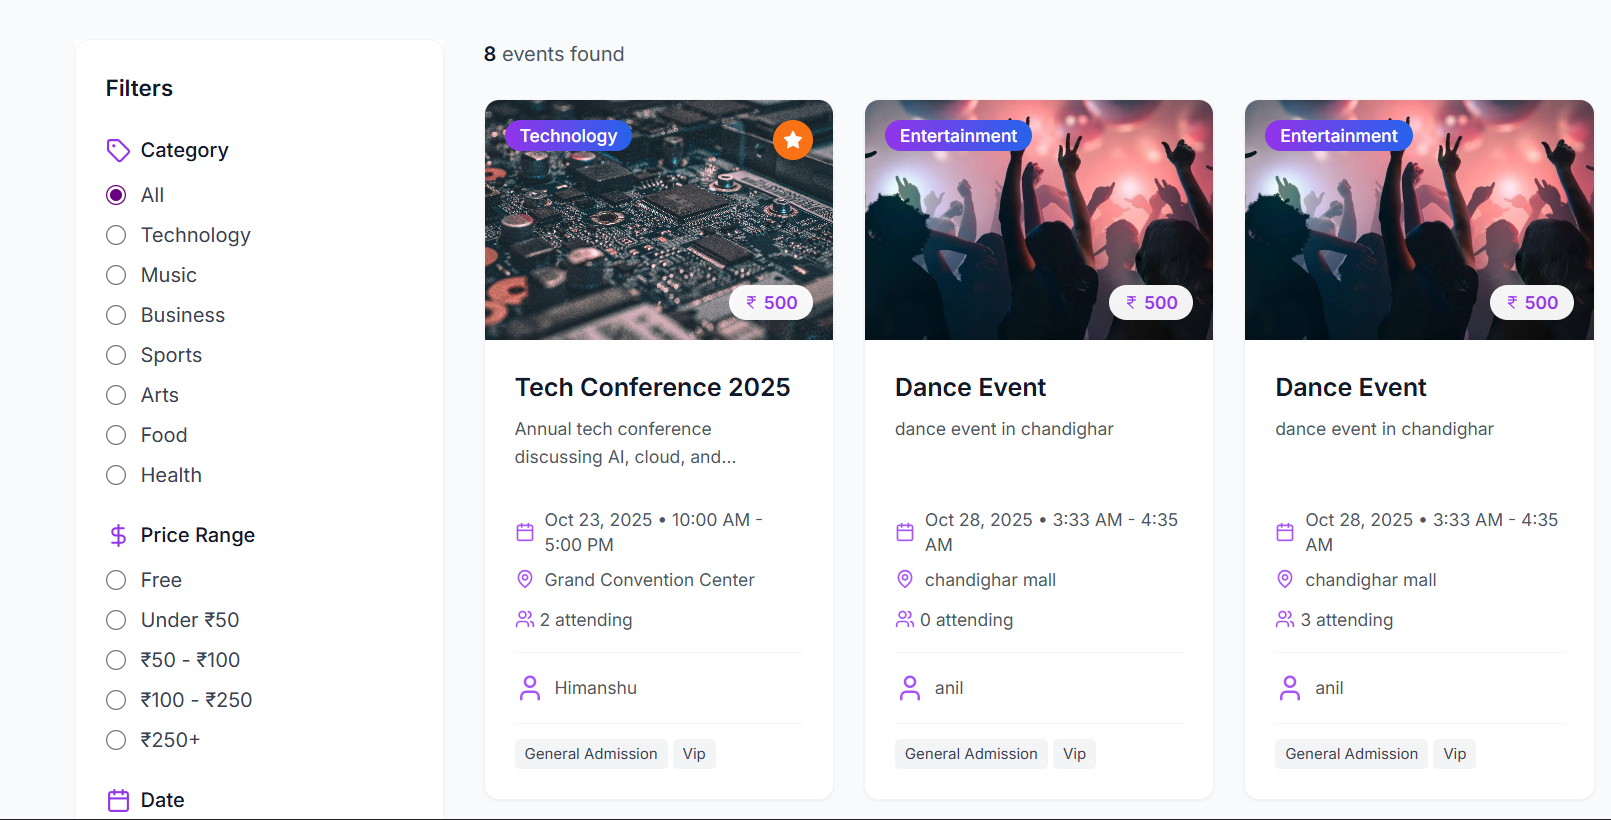 Filters
Category
All
Technology
Music
Business
Sports
Arts
Food
Health
Price Range
Free
Under ₹50
₹50 - ₹100
₹100 - ₹250
₹250+
Date
8 events found
Technology
₹ 500
Tech Conference 2025
Annual tech conference
discussing AI, cloud, and...
Oct 23, 2025 • 10:00 AM -
5:00 PM
Grand Convention Center
2 attending
Himanshu
General Admission Vip
Entertainment
₹ 500
Dance Event
dance event in chandighar
Oct 28, 2025 • 3:33 AM - 4:35
AM
chandighar mall
0 attending
anil
General Admission Vip
Entertainment
₹ 500
Dance Event
dance event in chandighar
Oct 28, 2025 • 3:33 AM - 4:35
AM
chandighar mall
3 attending
anil
General Admission Vip